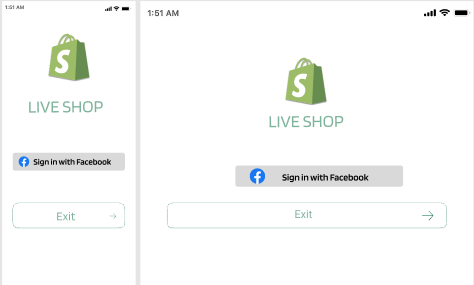 1:51 AM
S
LIVE SHOP
Sign in with Facebook
Exit
1:51 AM
S
LIVE SHOP
Sign in with Facebook
Exit